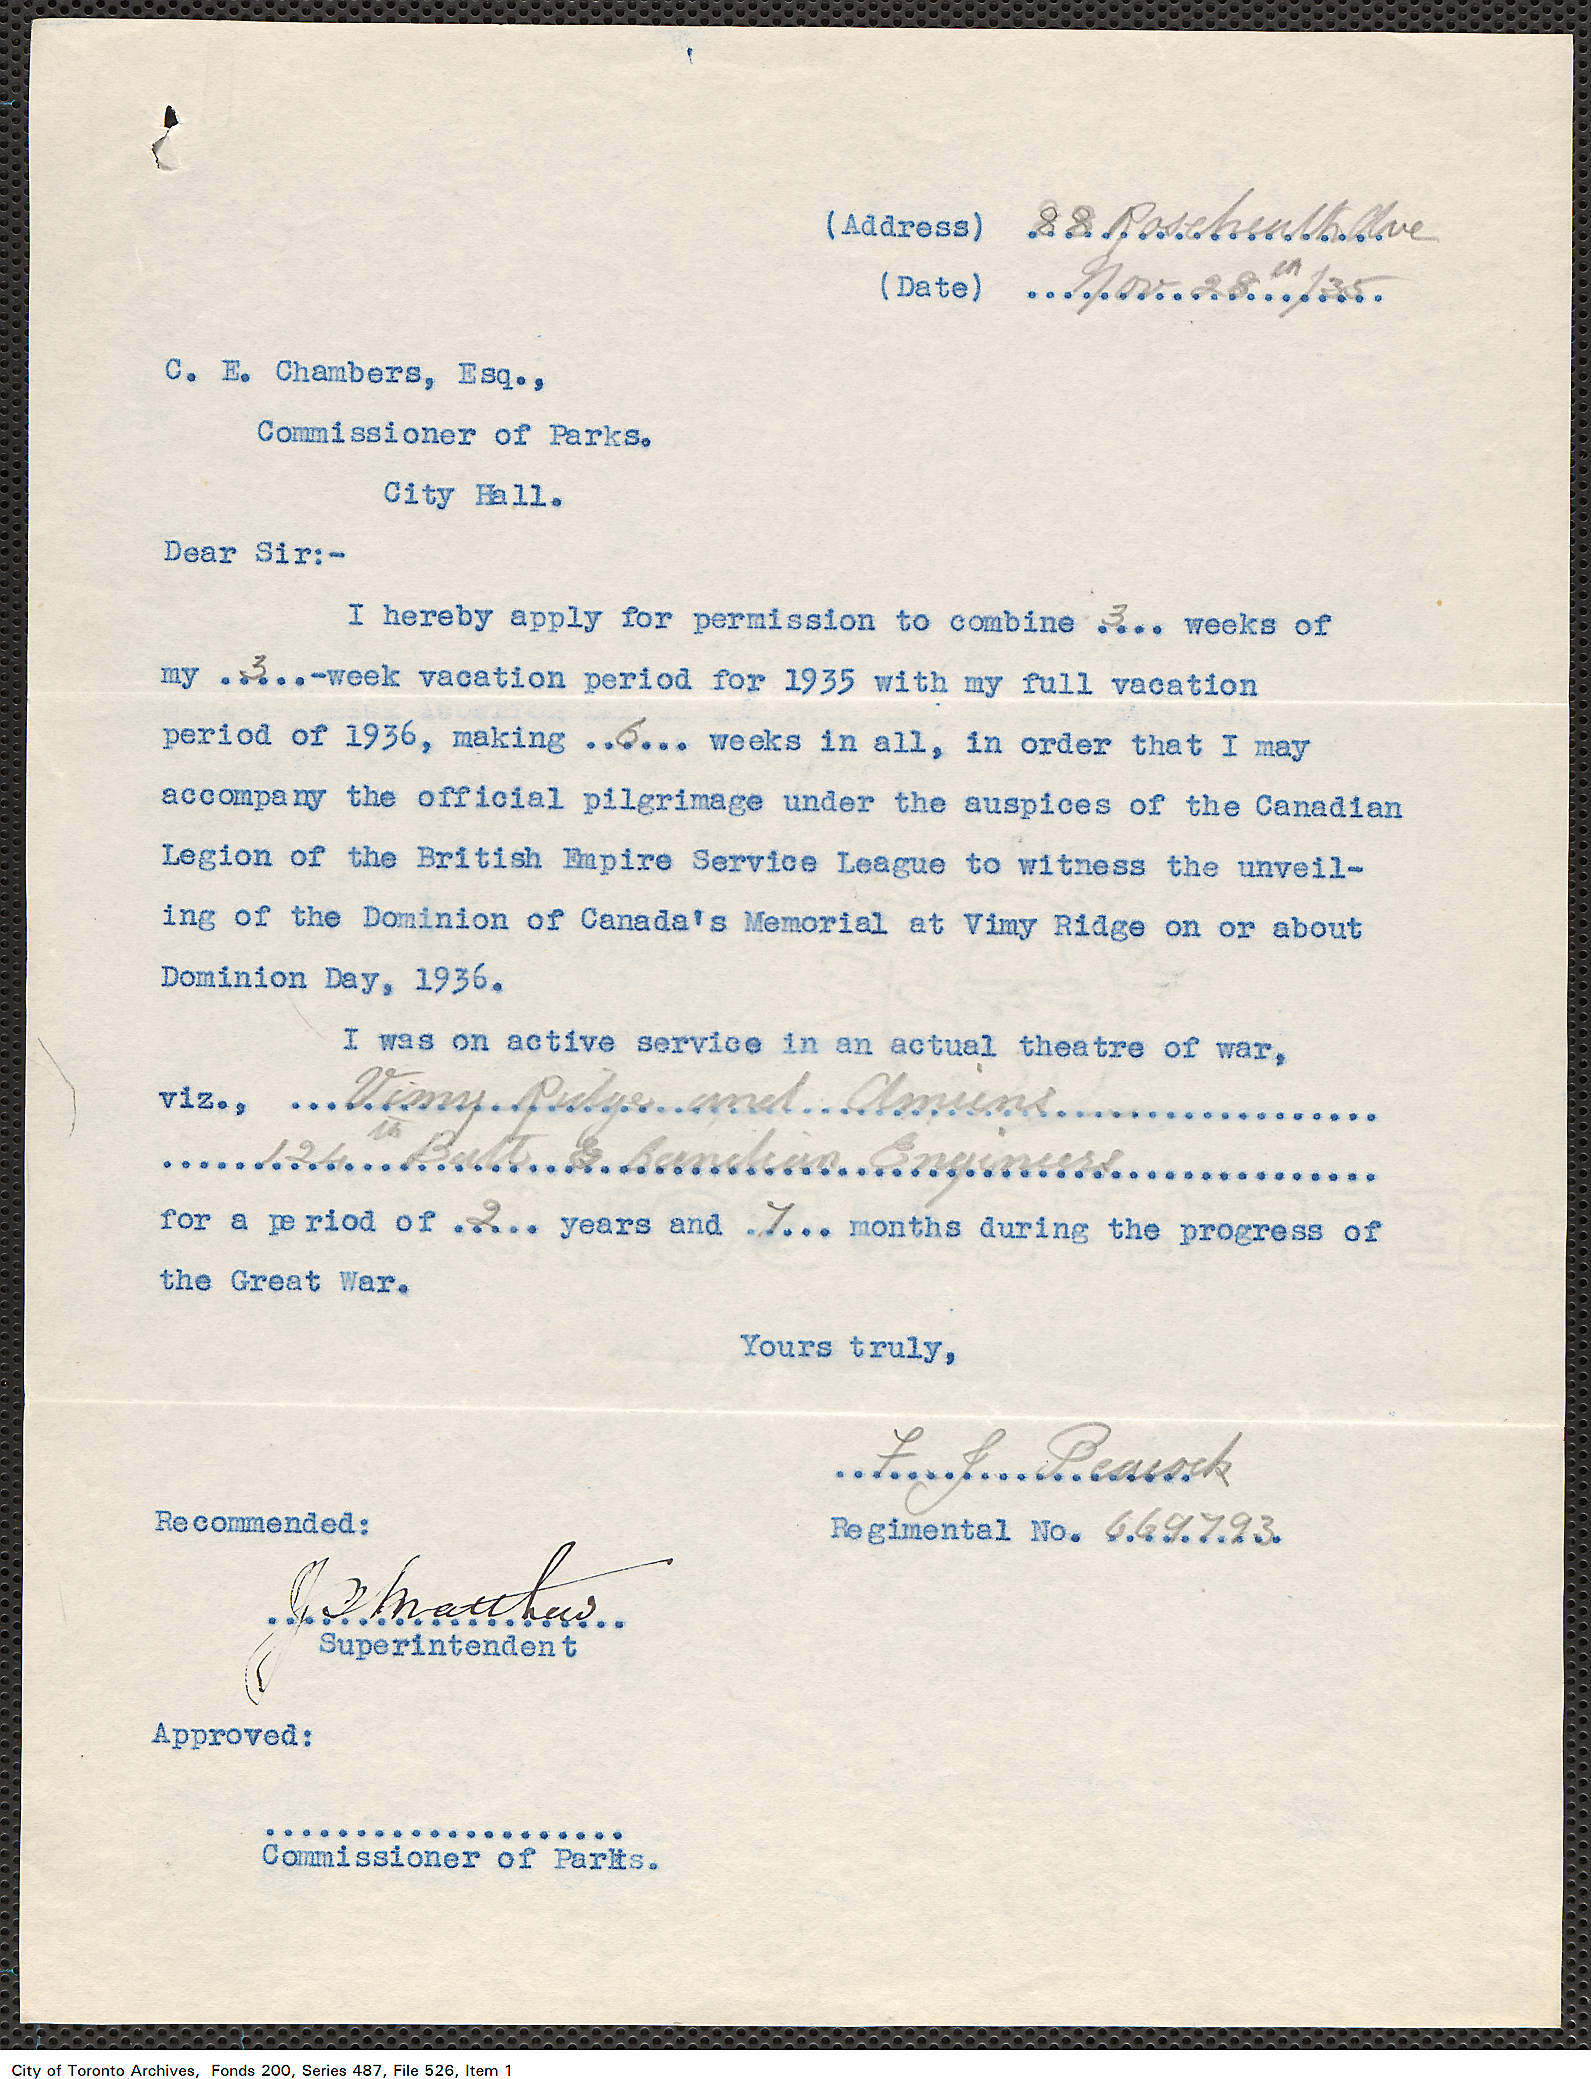 (Address) 88 Roseheath Ave
(Date) Nov 28th/35
C. E. Chambers, Esq.,
Commissioner of Parks.
City Hall.
Dear Sir:-
I hereby apply for permission to combine .3... weeks of
my ..3...-week vacation period for 1935 with my full vacation
period of 1936, making ..6... weeks in all, in order that I may
accompany the official pilgrimage under the auspices of the Canadian
Legion of the British Empire Service League to witness the unveil-
ing of the Dominion of Canada's Memorial at Vimy Ridge on or about
Dominion Day, 1936.
I was on active service in an actual theatre of war,
viz., Vimy Ridge and Amiens
124th Batt & Candian Engineers
for a period of ..2... years and .7... months during the progress of
the Great War.
Yours truly,
F J Peacock
Regimental No. 669793
Recommended:
Matthews
Superintendent
Approved:
Commissioner of Parks.
City of Toronto Archives, Fonds 200, Series 487, File 526, Item 1